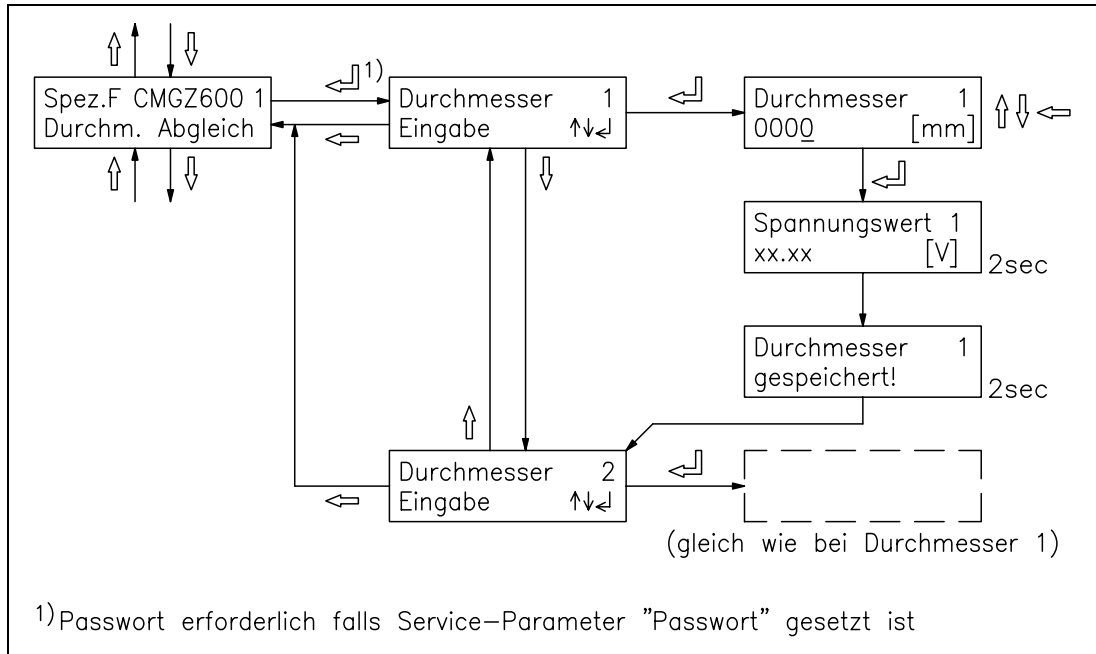 Spez.F CMGZ600 1
Durchm. Abgleich
1)
Durchmesser 1
Eingabe ↑↓↵
Durchmesser 1
0000 [mm]
Spannungswert 1
xx.xx [V]
2sec
Durchmesser 1
gespeichert!
2sec
Durchmesser 2
Eingabe ↑↓↵
(gleich wie bei Durchmesser 1)
1) Passwort erforderlich falls Service-Parameter "Passwort" gesetzt ist